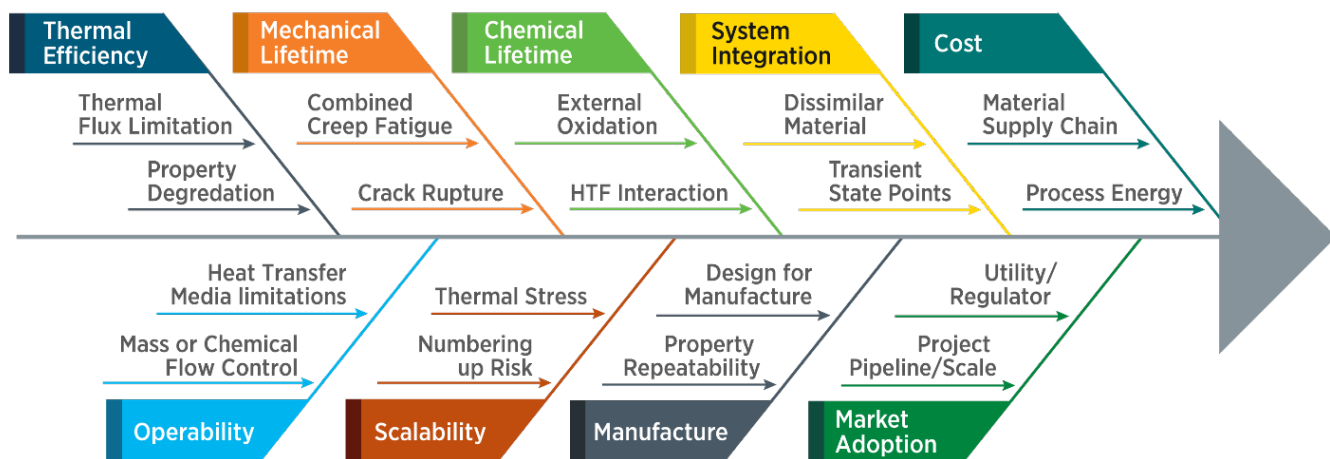 Thermal
Efficiency
Thermal
Flux Limitation
Property
Degredation
Mechanical
Lifetime
Combined
Creep Fatigue
Crack Rupture
Chemical
Lifetime
External
Oxidation
HTF Interaction
System
Integration
Dissimilar
Material
Transient
State Points
Cost
Material
Supply Chain
Process Energy
Heat Transfer
Media limitations
Mass or Chemical
Flow Control
Operability
Thermal Stress
Numbering
up Risk
Scalability
Design for
Manufacture
Property
Repeatability
Manufacture
Utility/
Regulator
Project
Pipeline/Scale
Market
Adoption